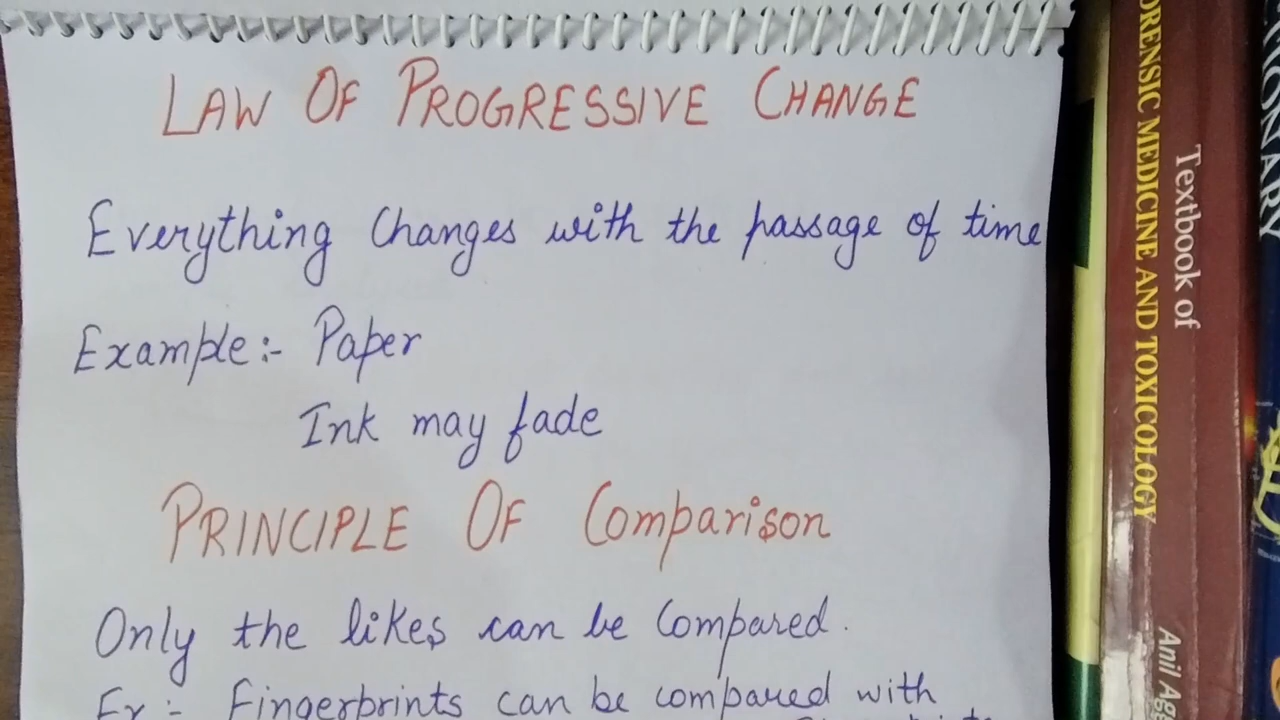 LAW OF PROGRESSIVE CHANGE
Everything Changes with the passage of time
Example:- Paper
Ink may fade
PRINCIPLE OF Comparison
Only the likes can be Compared.
Ex:- Fingerprints can be compared with
Textbook of
FORENSIC MEDICINE AND TOXICOLOGY
Anil